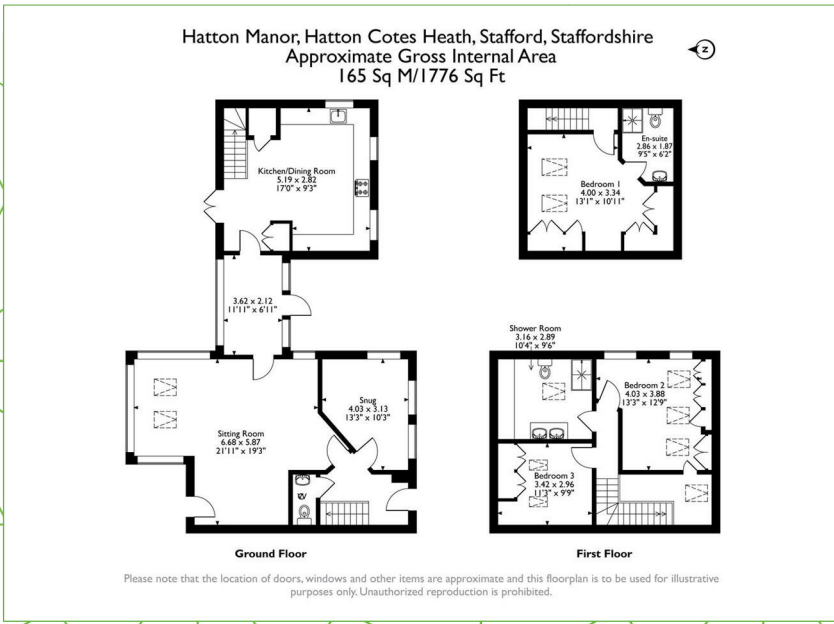 Hatton Manor, Hatton Cotes Heath, Stafford, Staffordshire
Approximate Gross Internal Area
165 Sq M/1776 Sq Ft
Z
Kitchen/Dining Room
5.19 x 2.82
17'0" x 9'3"
En-suite
2.86 x 1.87
9'5" x 6'2"
Bedroom 1
4.00 x 3.34
13'1" x 10'11"
3.62 x 2.12
11'11" x 6'11"
Shower Room
3.16 x 2.89
10'4" x 9'6"
Snug
4.03 x 3.13
13'3" x 10'3"
Bedroom 2
4.03 x 3.88
13'3" x 12'9"
Sitting Room
6.68 x 5.87
21'11" x 19'3"
Bedroom 3
3.42 x 2.96
11'3" x 9'9"
Ground Floor
First Floor
Please note that the location of doors, windows and other items are approximate and this floorplan is to be used for illustrative
purposes only. Unauthorized reproduction is prohibited.